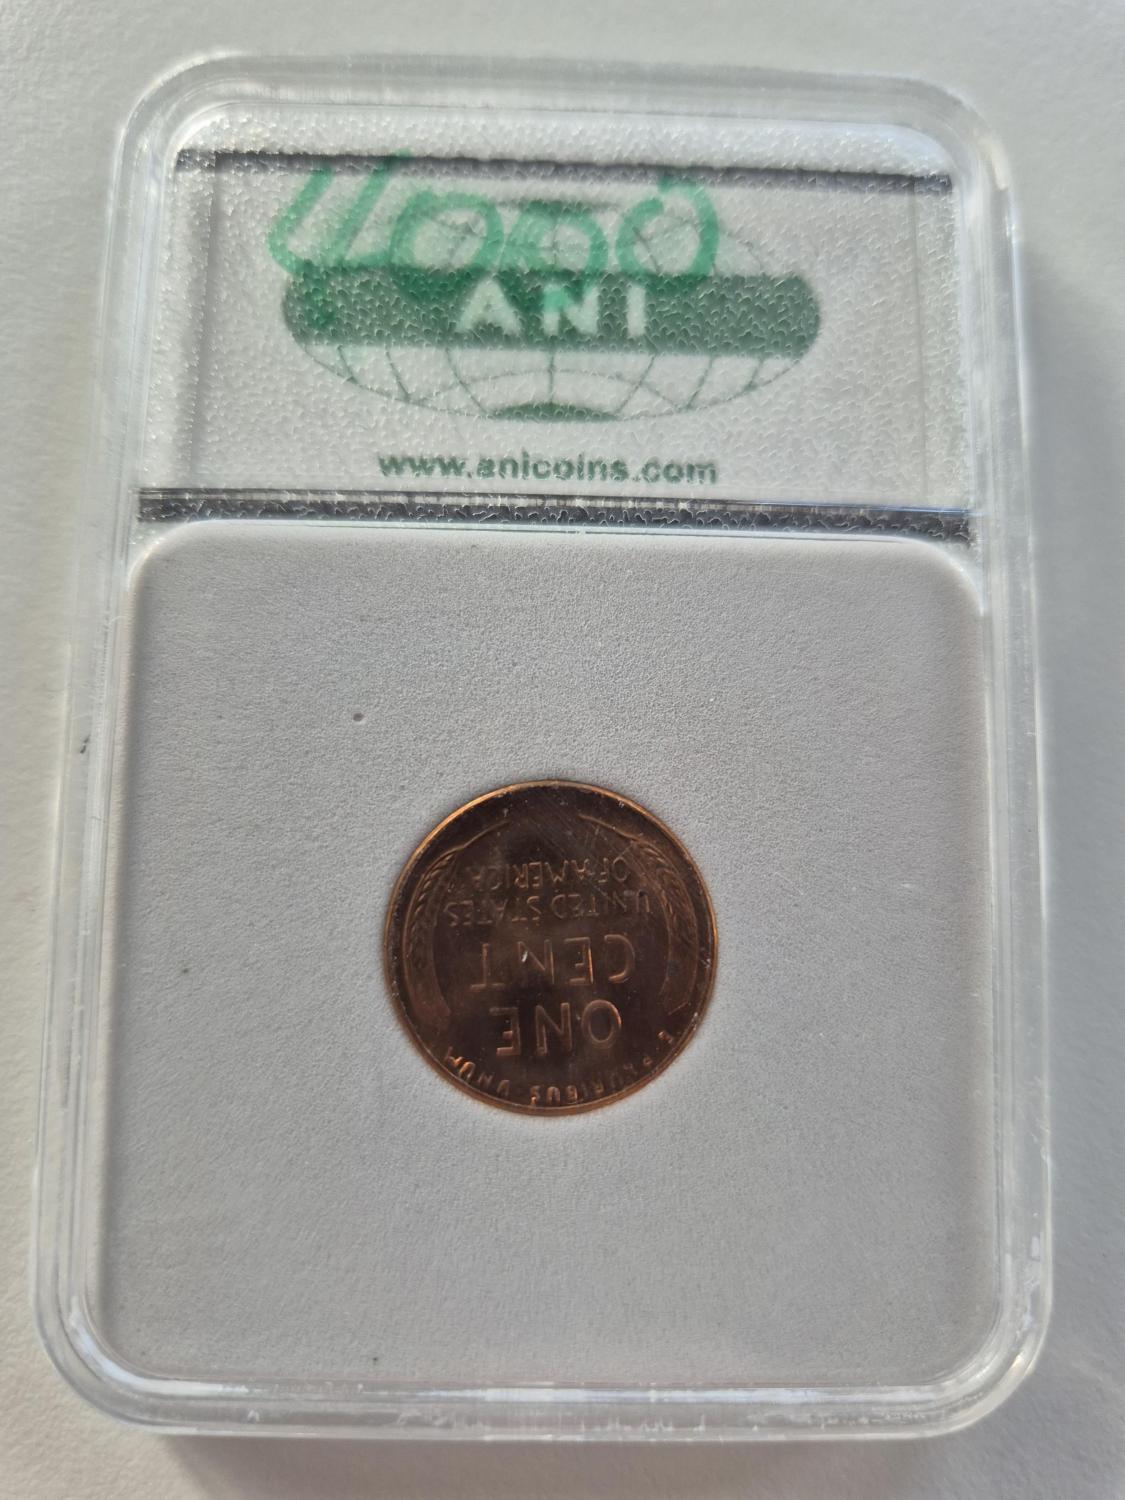 ANI
www.anicoins.com
E · PLURIBUS · UNUM
ONE
CENT
UNITED STATES
OF AMERICA